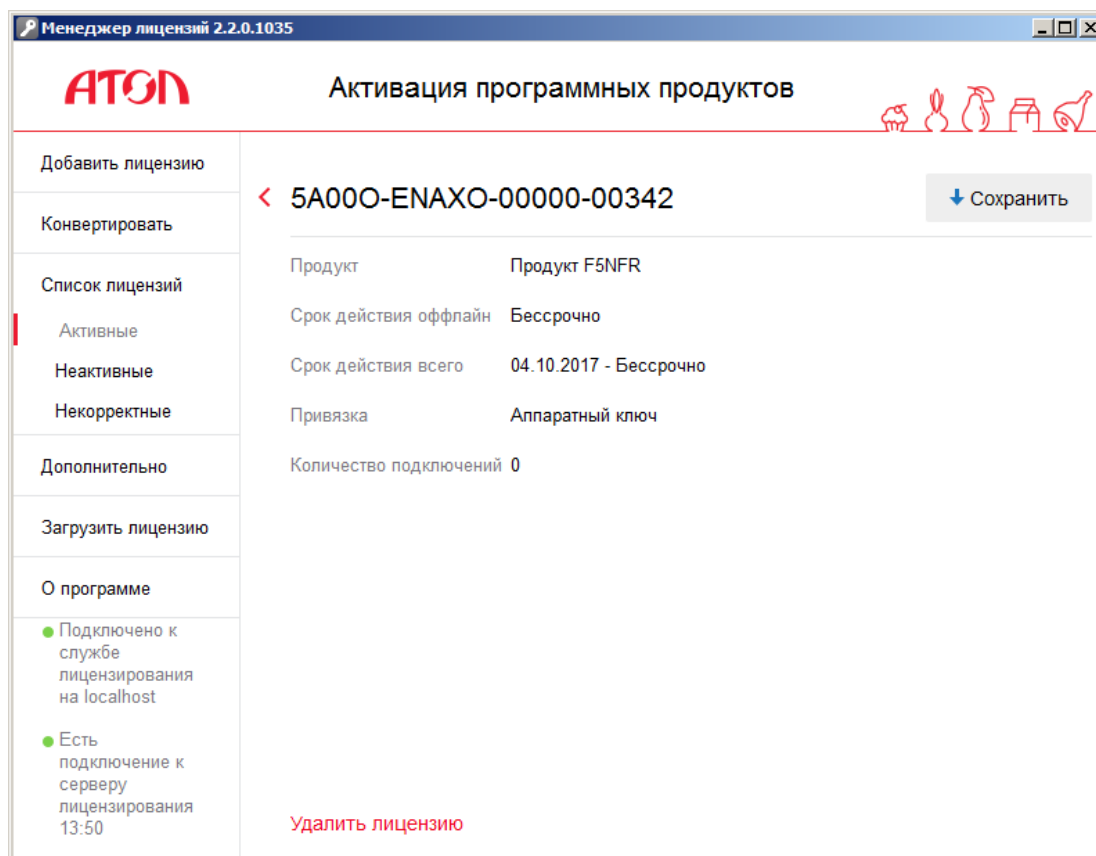 Менеджер лицензий 2.2.0.1035
АТОЛ
Активация программных продуктов
Добавить лицензию
Конвертировать
Список лицензий
Активные
Неактивные
Некорректные
Дополнительно
Загрузить лицензию
О программе
Подключено к
службе
лицензирования
на localhost
Есть
подключение к
серверу
лицензирования
13:50
5A00O-ENAXO-00000-00342
Сохранить
Продукт Продукт F5NFR
Срок действия оффлайн Бессрочно
Срок действия всего 04.10.2017 - Бессрочно
Привязка Аппаратный ключ
Количество подключений 0
Удалить лицензию